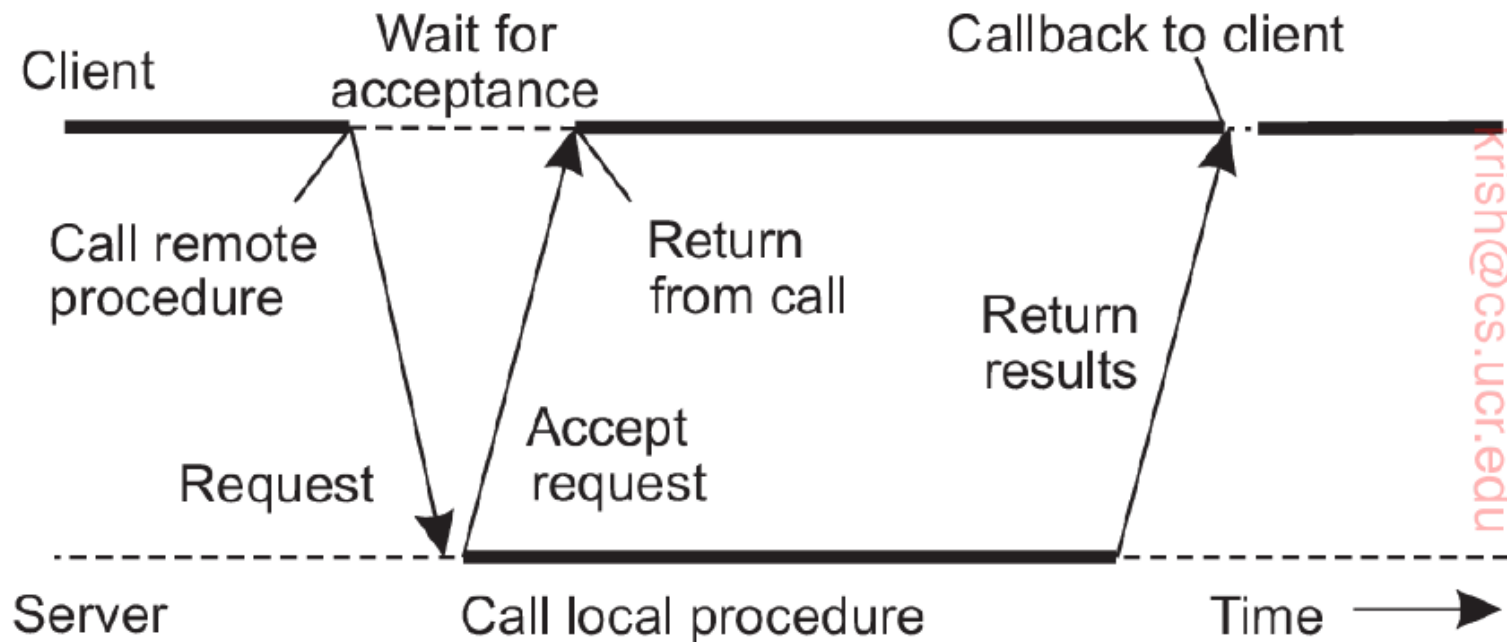 Client
Wait for
acceptance
Callback to client
Call remote
procedure
Return
from call
Return
results
Request
Accept
request
Server
Call local procedure
Time
krish@cs.ucr.edu